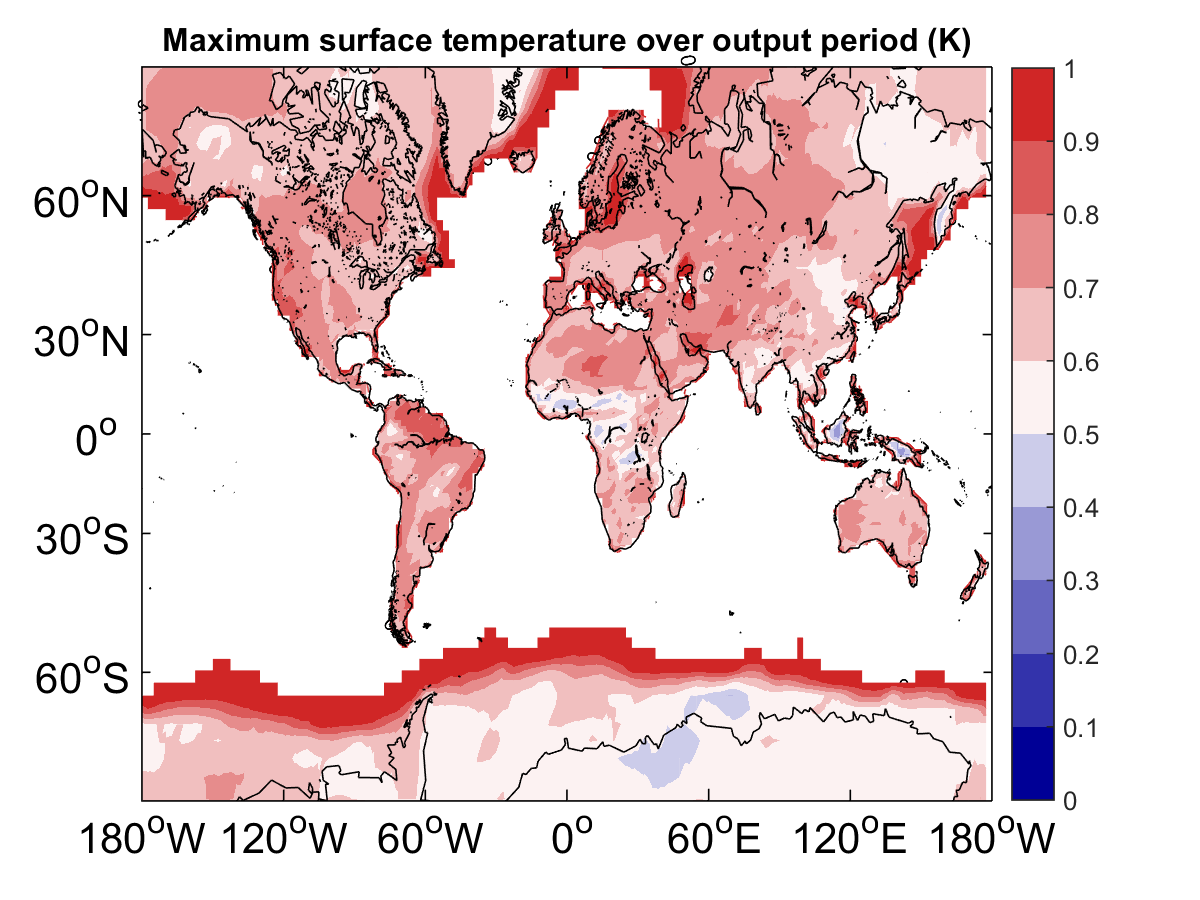 Maximum surface temperature over output period (K)
60°N
30°N
0°
30°S
60°S
180°W 120°W 60°W 0° 60°E 120°E 180°W
1
0.9
0.8
0.7
0.6
0.5
0.4
0.3
0.2
0.1
0